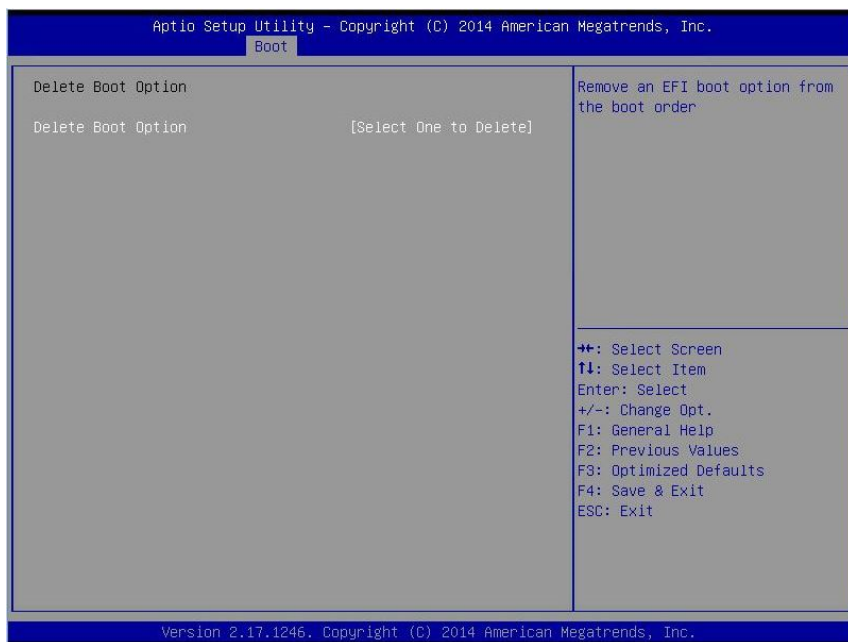 Aptio Setup Utility – Copyright (C) 2014 American Megatrends, Inc.
Boot
Delete Boot Option
Delete Boot Option [Select One to Delete]
Remove an EFI boot option from
the boot order
→←: Select Screen
↑↓: Select Item
Enter: Select
+/-: Change Opt.
F1: General Help
F2: Previous Values
F3: Optimized Defaults
F4: Save & Exit
ESC: Exit
Version 2.17.1246. Copyright (C) 2014 American Megatrends, Inc.